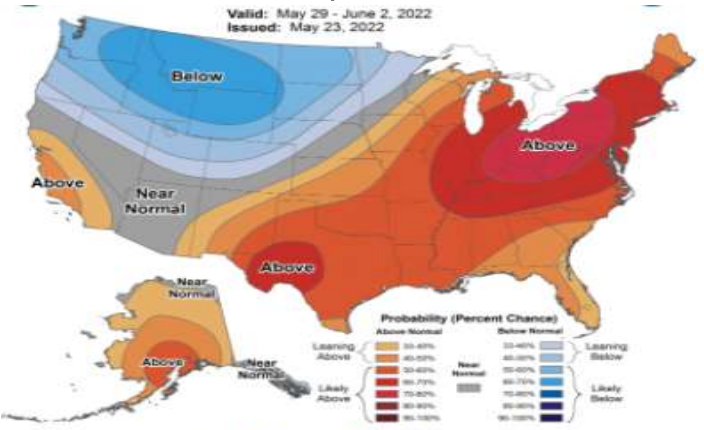 Valid: May 29 - June 2, 2022
Issued: May 23, 2022
Below
Above
Above
Near
Normal
Above
Near
Normal
Above
Near
Normal
Probability (Percent Chance)
Above Normal
Below Normal
Leaning
Above
33-40%
40-50%
Likely
Above
50-60%
60-70%
70-80%
80-90%
90-100%
Near
Normal
33-40%
40-50%
Leaning
Below
50-60%
60-70%
70-80%
80-90%
90-100%
Likely
Below